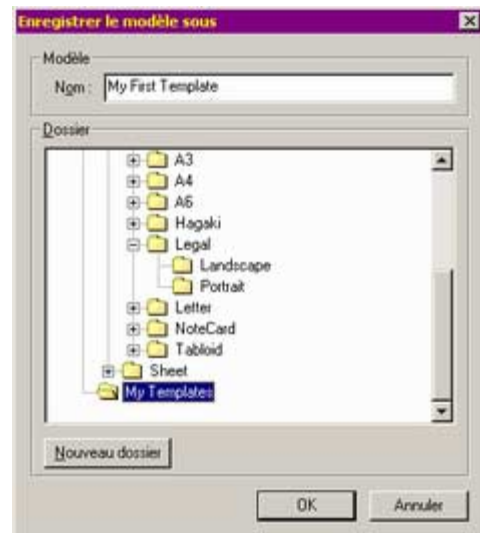 Enregistrer le modèle sous
Modèle
Nom : My First Template
Dossier
A3
A4
A6
Hagaki
Legal
Landscape
Portrait
Letter
NoteCard
Tabloid
Sheet
My Templates
Nouveau dossier
OK Annuler